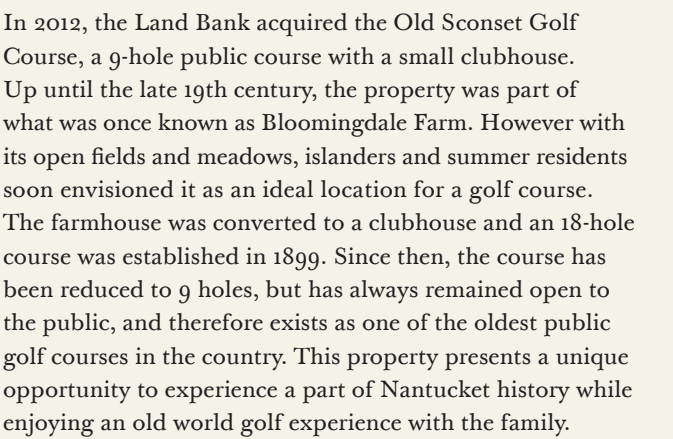 In 2012, the Land Bank acquired the Old Sconset Golf
Course, a 9-hole public course with a small clubhouse.
Up until the late 19th century, the property was part of
what was once known as Bloomingdale Farm. However with
its open fields and meadows, islanders and summer residents
soon envisioned it as an ideal location for a golf course.
The farmhouse was converted to a clubhouse and an 18-hole
course was established in 1899. Since then, the course has
been reduced to 9 holes, but has always remained open to
the public, and therefore exists as one of the oldest public
golf courses in the country. This property presents a unique
opportunity to experience a part of Nantucket history while
enjoying an old world golf experience with the family.